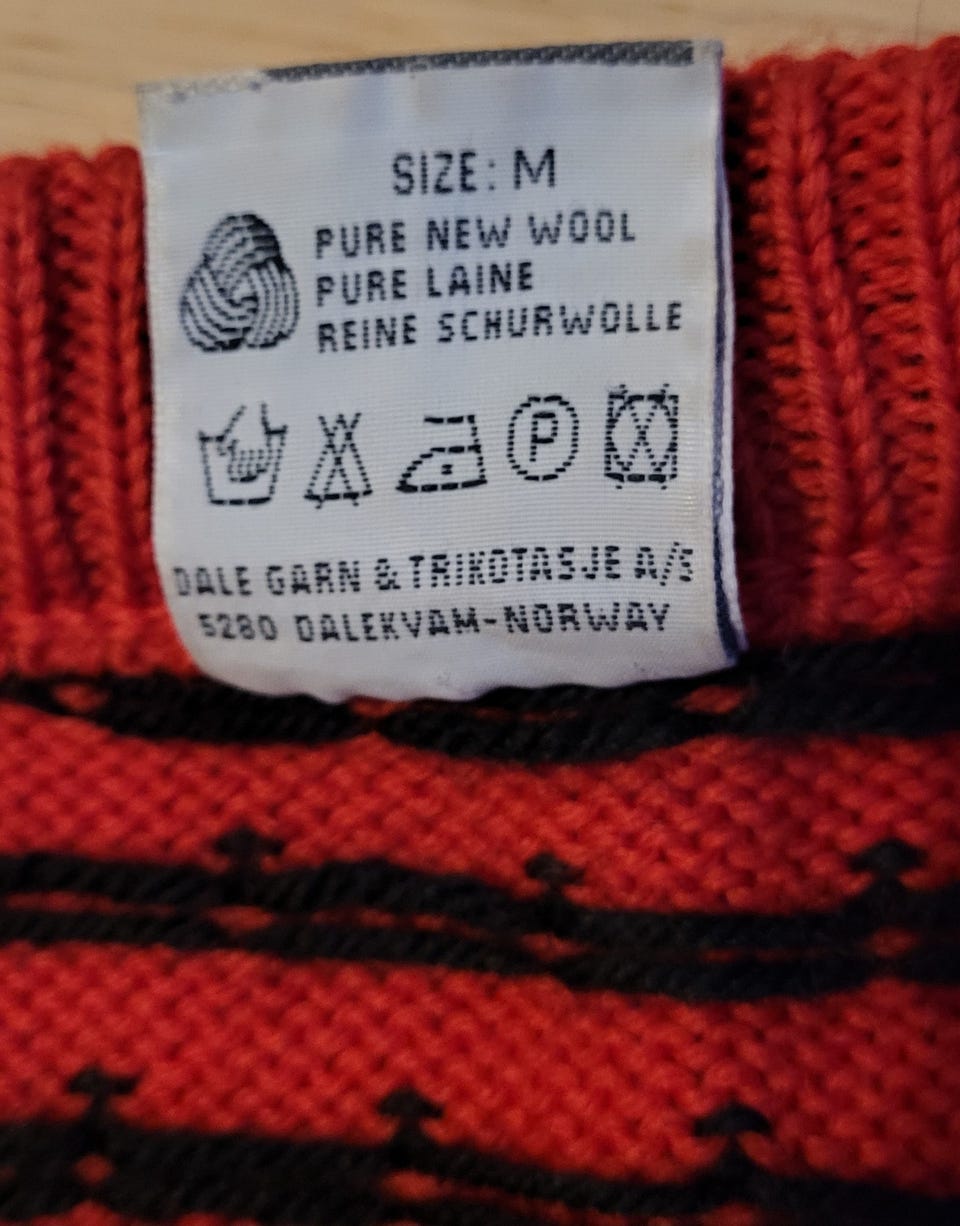 SIZE: M
PURE NEW WOOL
PURE LAINE
REINE SCHURWOLLE
P
DALE GARN & TRIKOTASJE A/S
5280 DALEKVAM-NORWAY